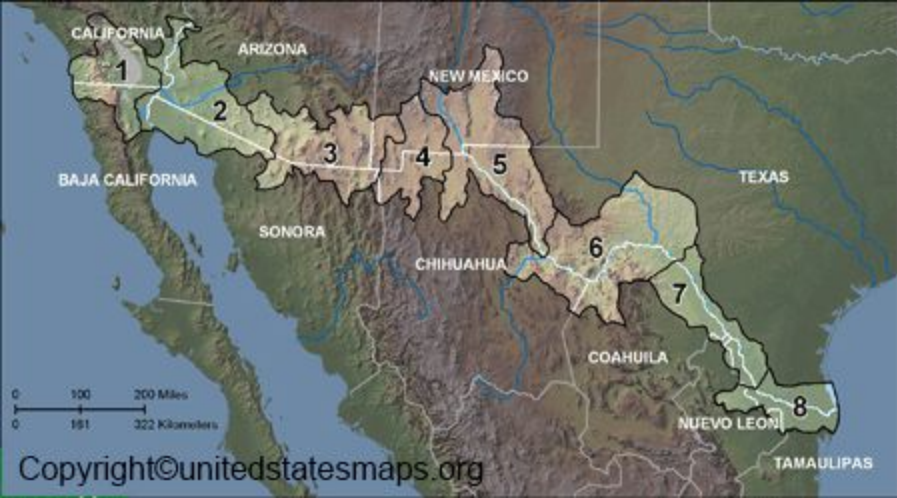 CALIFORNIA
ARIZONA
1
NEW MEXICO
2
3
4
5
BAJA CALIFORNIA
TEXAS
SONORA
6
CHIHUAHUA
7
COAHUILA
0 100 200 Miles
0 161 322 Kilometers
8
NUEVO LEON
TAMAULIPAS
Copyright©unitedstatesmaps.org